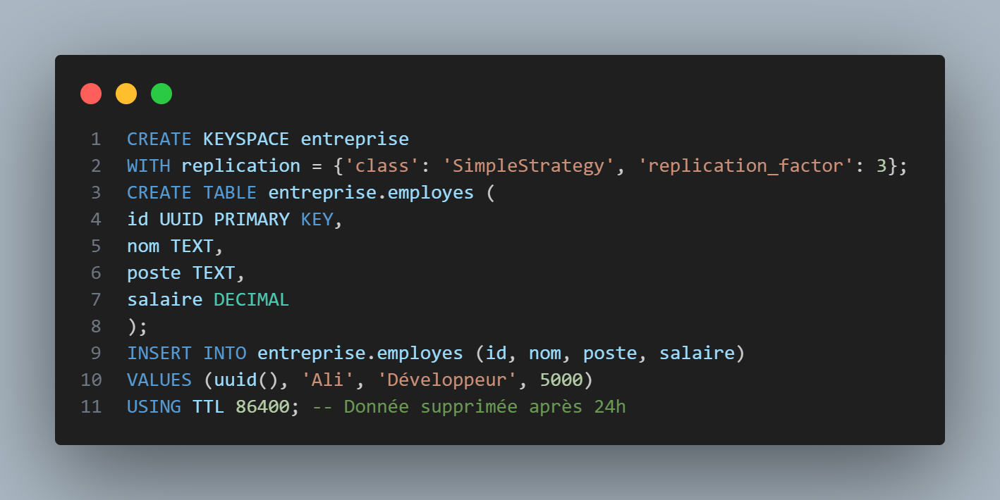 1 CREATE KEYSPACE entreprise
2 WITH replication = {'class': 'SimpleStrategy', 'replication_factor': 3};
3 CREATE TABLE entreprise.employes (
4 id UUID PRIMARY KEY,
5 nom TEXT,
6 poste TEXT,
7 salaire DECIMAL
8 );
9 INSERT INTO entreprise.employes (id, nom, poste, salaire)
10 VALUES (uuid(), 'Ali', 'Développeur', 5000)
11 USING TTL 86400; -- Donnée supprimée après 24h